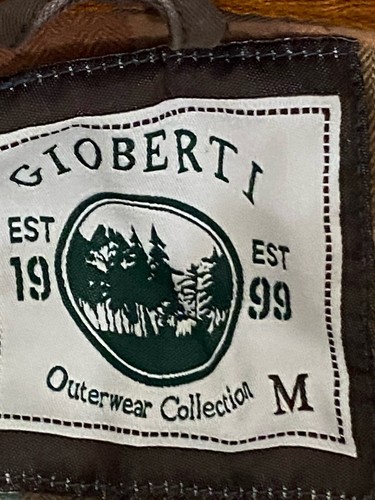 GIOBERTI
EST EST
19 99
Outerwear Collection
M